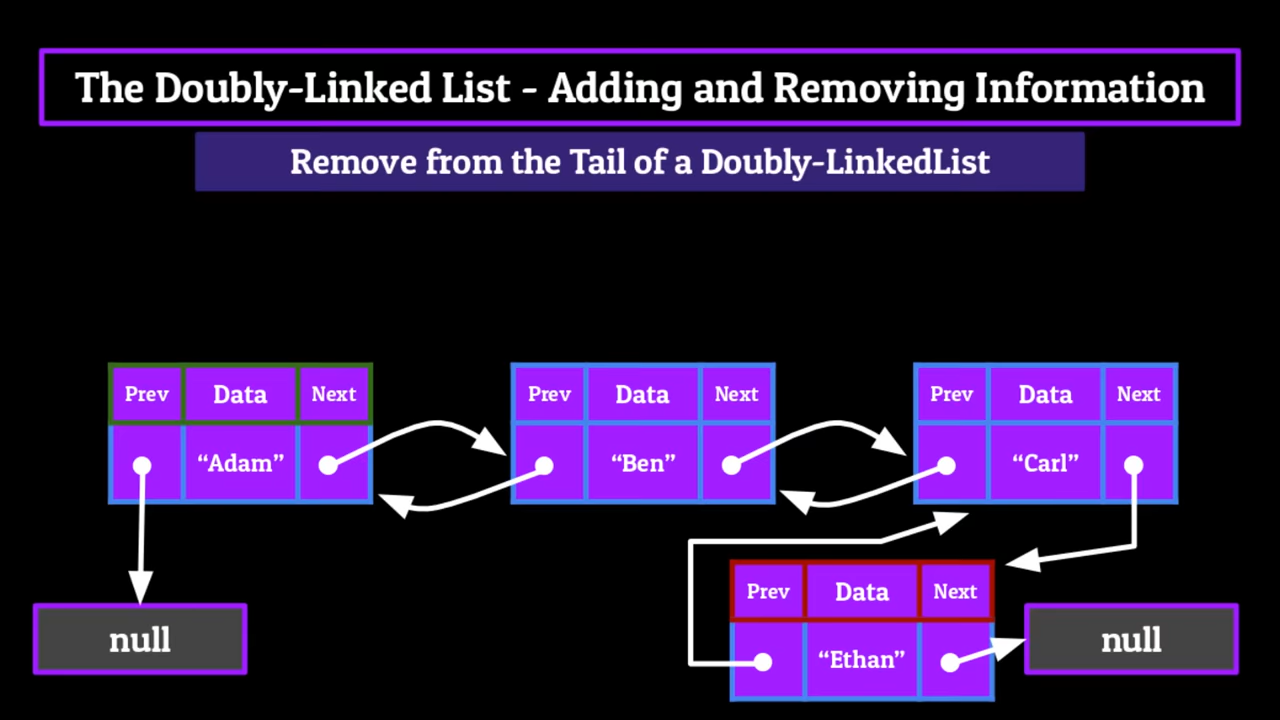 The Doubly-Linked List - Adding and Removing Information
Remove from the Tail of a Doubly-LinkedList
Prev Data Next
“Adam”
Prev Data Next
“Ben”
Prev Data Next
“Carl”
Prev Data Next
“Ethan”
null
null